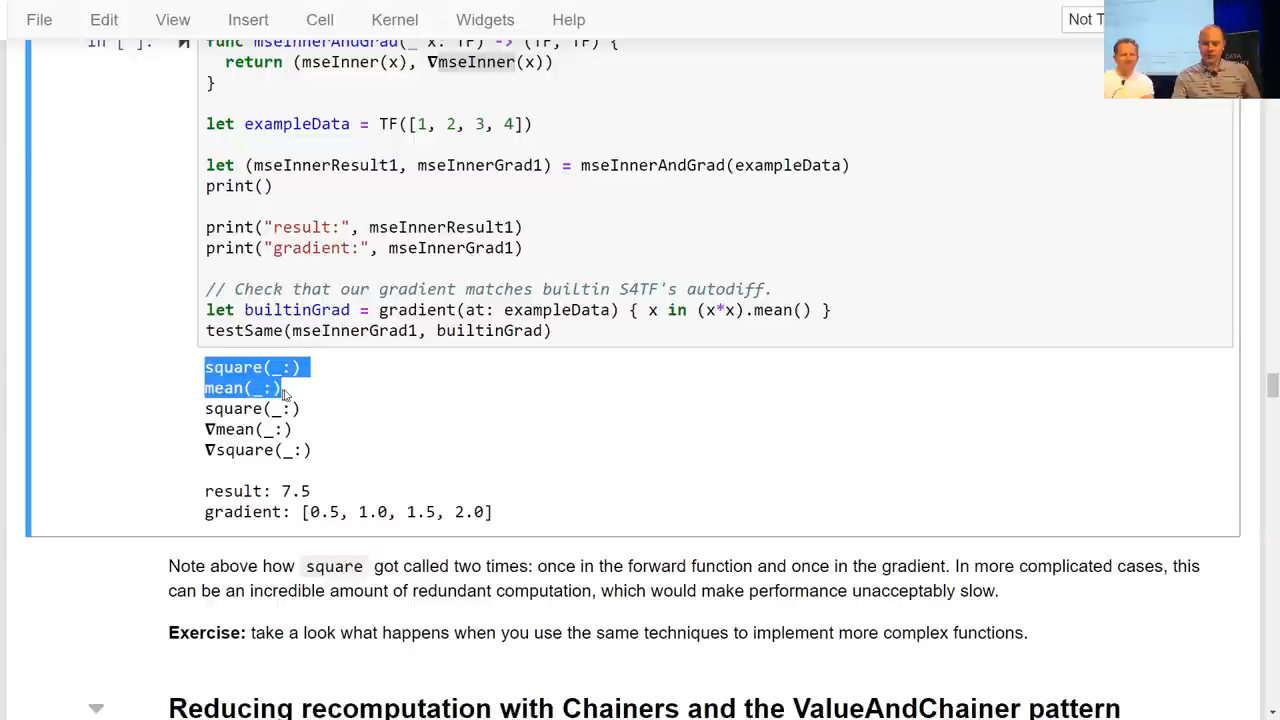 File Edit View Insert Cell Kernel Widgets Help Not T
In [ ]: func mseInnerAndGrad(_ x: TF) -> (TF, TF) {
return (mseInner(x), ∇mseInner(x))
}
let exampleData = TF([1, 2, 3, 4])
let (mseInnerResult1, mseInnerGrad1) = mseInnerAndGrad(exampleData)
print()
print("result:", mseInnerResult1)
print("gradient:", mseInnerGrad1)
// Check that our gradient matches builtin S4TF's autodiff.
let builtinGrad = gradient(at: exampleData) { x in (x*x).mean() }
testSame(mseInnerGrad1, builtinGrad)
square(_:)
mean(_:)
square(_:)
∇mean(_:)
∇square(_:)
result: 7.5
gradient: [0.5, 1.0, 1.5, 2.0]
Note above how square got called two times: once in the forward function and once in the gradient. In more complicated cases, this
can be an incredible amount of redundant computation, which would make performance unacceptably slow.
Exercise: take a look what happens when you use the same techniques to implement more complex functions.
Reducing recomputation with Chainers and the ValueAndChainer pattern